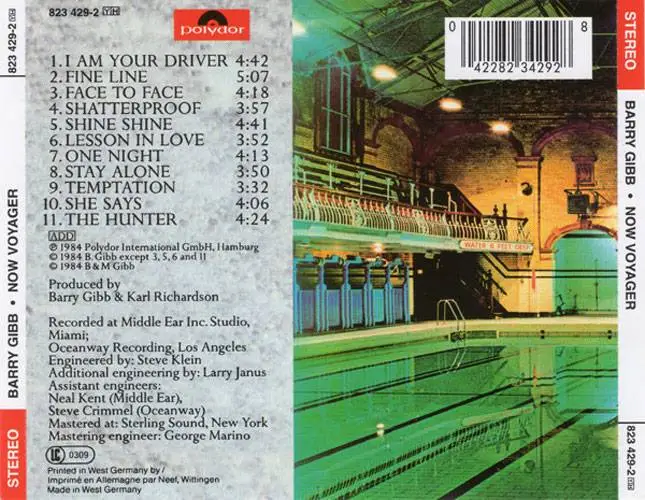 823 429-2 YH
polydor
1. I AM YOUR DRIVER 4:42
2. FINE LINE 5:07
3. FACE TO FACE 4:18
4. SHATTERPROOF 3:57
5. SHINE SHINE 4:41
6. LESSON IN LOVE 3:52
7. ONE NIGHT 4:13
8. STAY ALONE 3:50
9. TEMPTATION 3:32
10. SHE SAYS 4:06
11. THE HUNTER 4:24
ADD
℗ 1984 Polydor International GmbH, Hamburg
© 1984 B. Gibb except 3, 5, 6 and 11
© 1984 B & M Gibb
Produced by
Barry Gibb & Karl Richardson
Recorded at Middle Ear Inc. Studio,
Miami;
Oceanway Recording, Los Angeles
Engineered by: Steve Klein
Additional engineering by: Larry Janus
Assistant engineers:
Neal Kent (Middle Ear),
Steve Crimmel (Oceanway)
Mastered at: Sterling Sound, New York
Mastering engineer: George Marino
LC 0309
Printed in West Germany by /
Imprimé en Allemagne par Neef, Wittingen
Made in West Germany
0 42282 34292 8
WATER 6 FEET DEEP
STEREO BARRY GIBB • NOW VOYAGER 823 429-2
STEREO BARRY GIBB • NOW VOYAGER 823 429-2